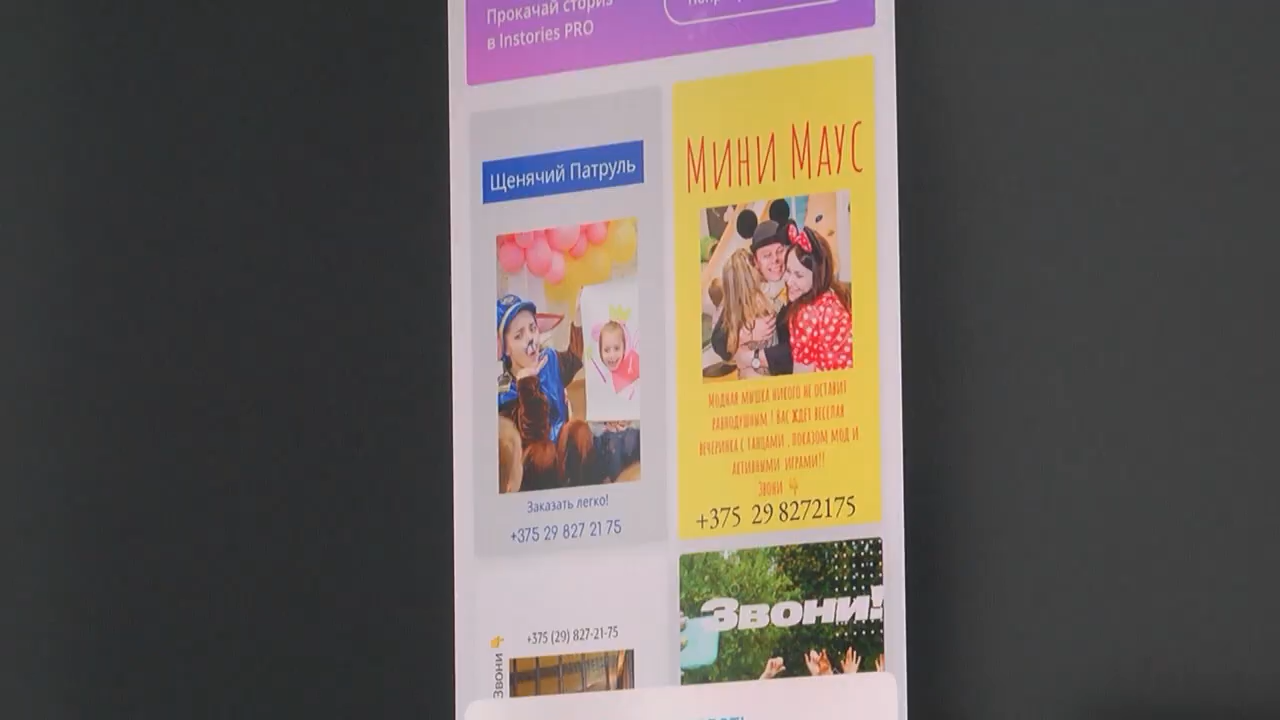 Прокачай сториз
в Instories PRO
Щенячий Патруль
Заказать легко!
+375 29 827 21 75
Мини Маус
Модная мышка никого не оставит
равнодушным ! Вас ждет веселая
вечеринка с танцами , показом мод и
активными играми!!
Звони 👇
+375 29 8272175
+375 (29) 827-21-75
Звони 👇
Звони!